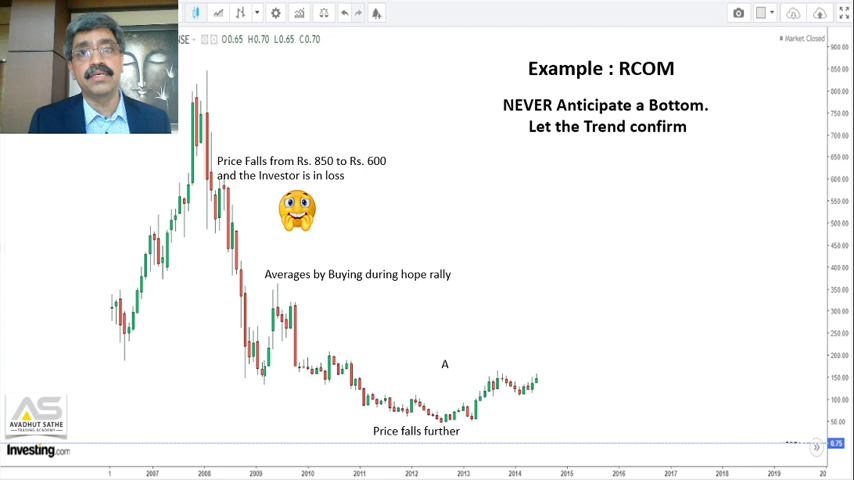 O0.65 H0.70 L0.65 C0.70
Market Closed
Example : RCOM
NEVER Anticipate a Bottom.
Let the Trend confirm
Price Falls from Rs. 850 to Rs. 600
and the Investor is in loss
Averages by Buying during hope rally
A
Price falls further
900.00
850.00
800.00
750.00
700.00
650.00
600.00
550.00
500.00
450.00
400.00
350.00
300.00
250.00
200.00
150.00
100.00
50.00
0.75
AS
AVADHUT SATHE
TRADING ACADEMY
Investing.com
1 2007 2008 2009 2010 2011 2012 2013 2014 2015 2016 2017 2018 2019 20